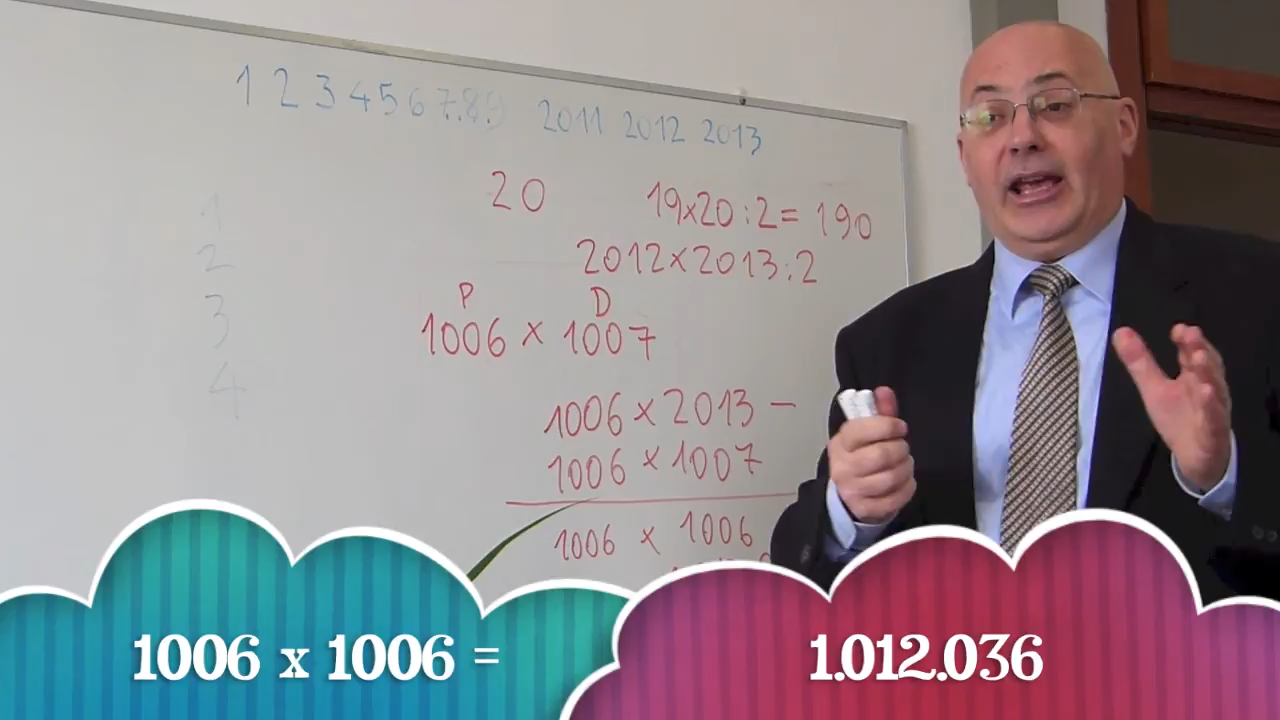 1 2 3 4 5 6 7.8.9 2011 2012 2013
20 19x20:2=190
2012x2013:2
P D
1006 x 1007
1006 x 2013 -
1006 x 1007
1006 x 1006
1
2
3
4
1006 x 1006 =
1.012.036